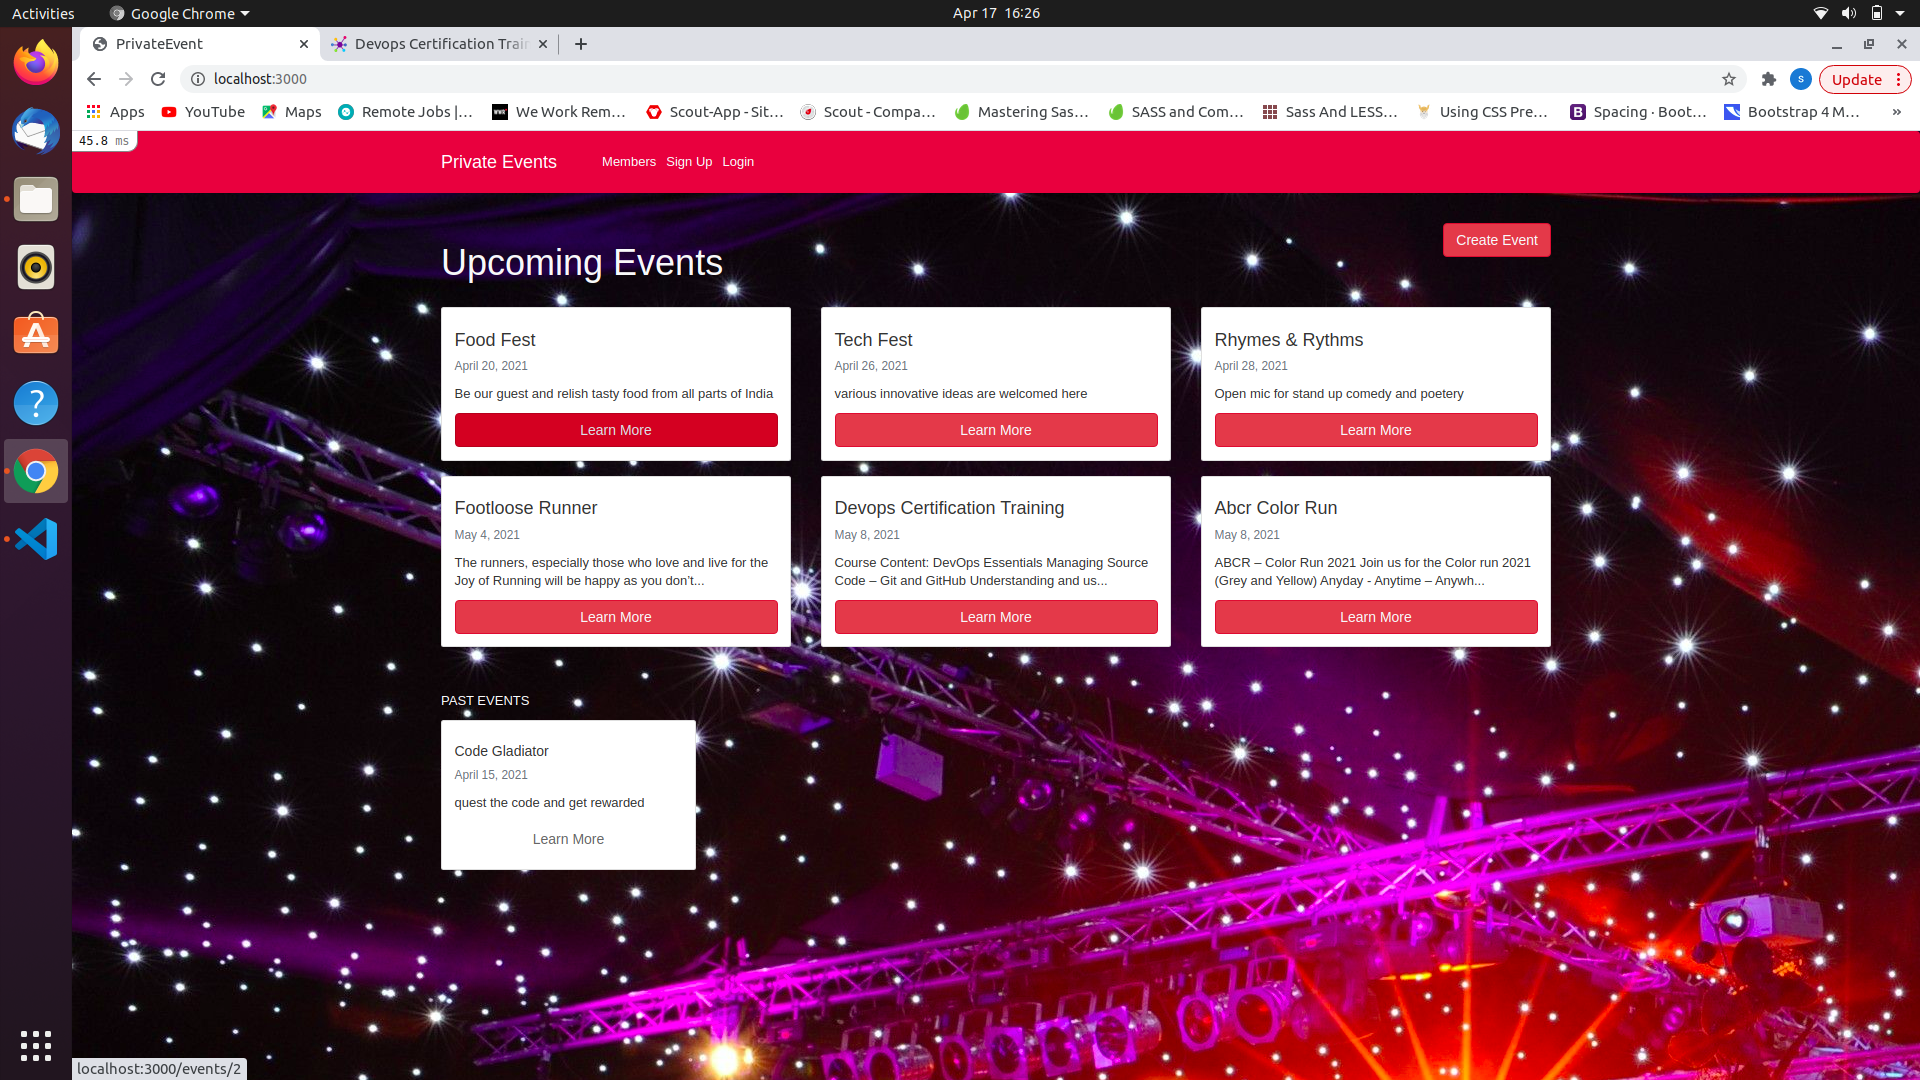 Activities
Google Chrome
Apr 17 16:26
PrivateEvent
Devops Certification Train
localhost:3000
S
Update
Apps
YouTube
Maps
Remote Jobs |...
We Work Rem...
Scout-App - Sit...
Scout - Compa...
Mastering Sas...
SASS and Com...
Sass And LESS...
Using CSS Pre...
Spacing · Boot...
Bootstrap 4 M...
»
45.8 ms
Private Events
Members
Sign Up
Login
Upcoming Events
Create Event
Food Fest
April 20, 2021
Be our guest and relish tasty food from all parts of India
Learn More
Tech Fest
April 26, 2021
various innovative ideas are welcomed here
Learn More
Rhymes & Rythms
April 28, 2021
Open mic for stand up comedy and poetery
Learn More
Footloose Runner
May 4, 2021
The runners, especially those who love and live for the
Joy of Running will be happy as you don't...
Learn More
Devops Certification Training
May 8, 2021
Course Content: DevOps Essentials Managing Source
Code – Git and GitHub Understanding and us...
Learn More
Abcr Color Run
May 8, 2021
ABCR – Color Run 2021 Join us for the Color run 2021
(Grey and Yellow) Anyday - Anytime – Anywh...
Learn More
PAST EVENTS
Code Gladiator
April 15, 2021
quest the code and get rewarded
Learn More
localhost:3000/events/2